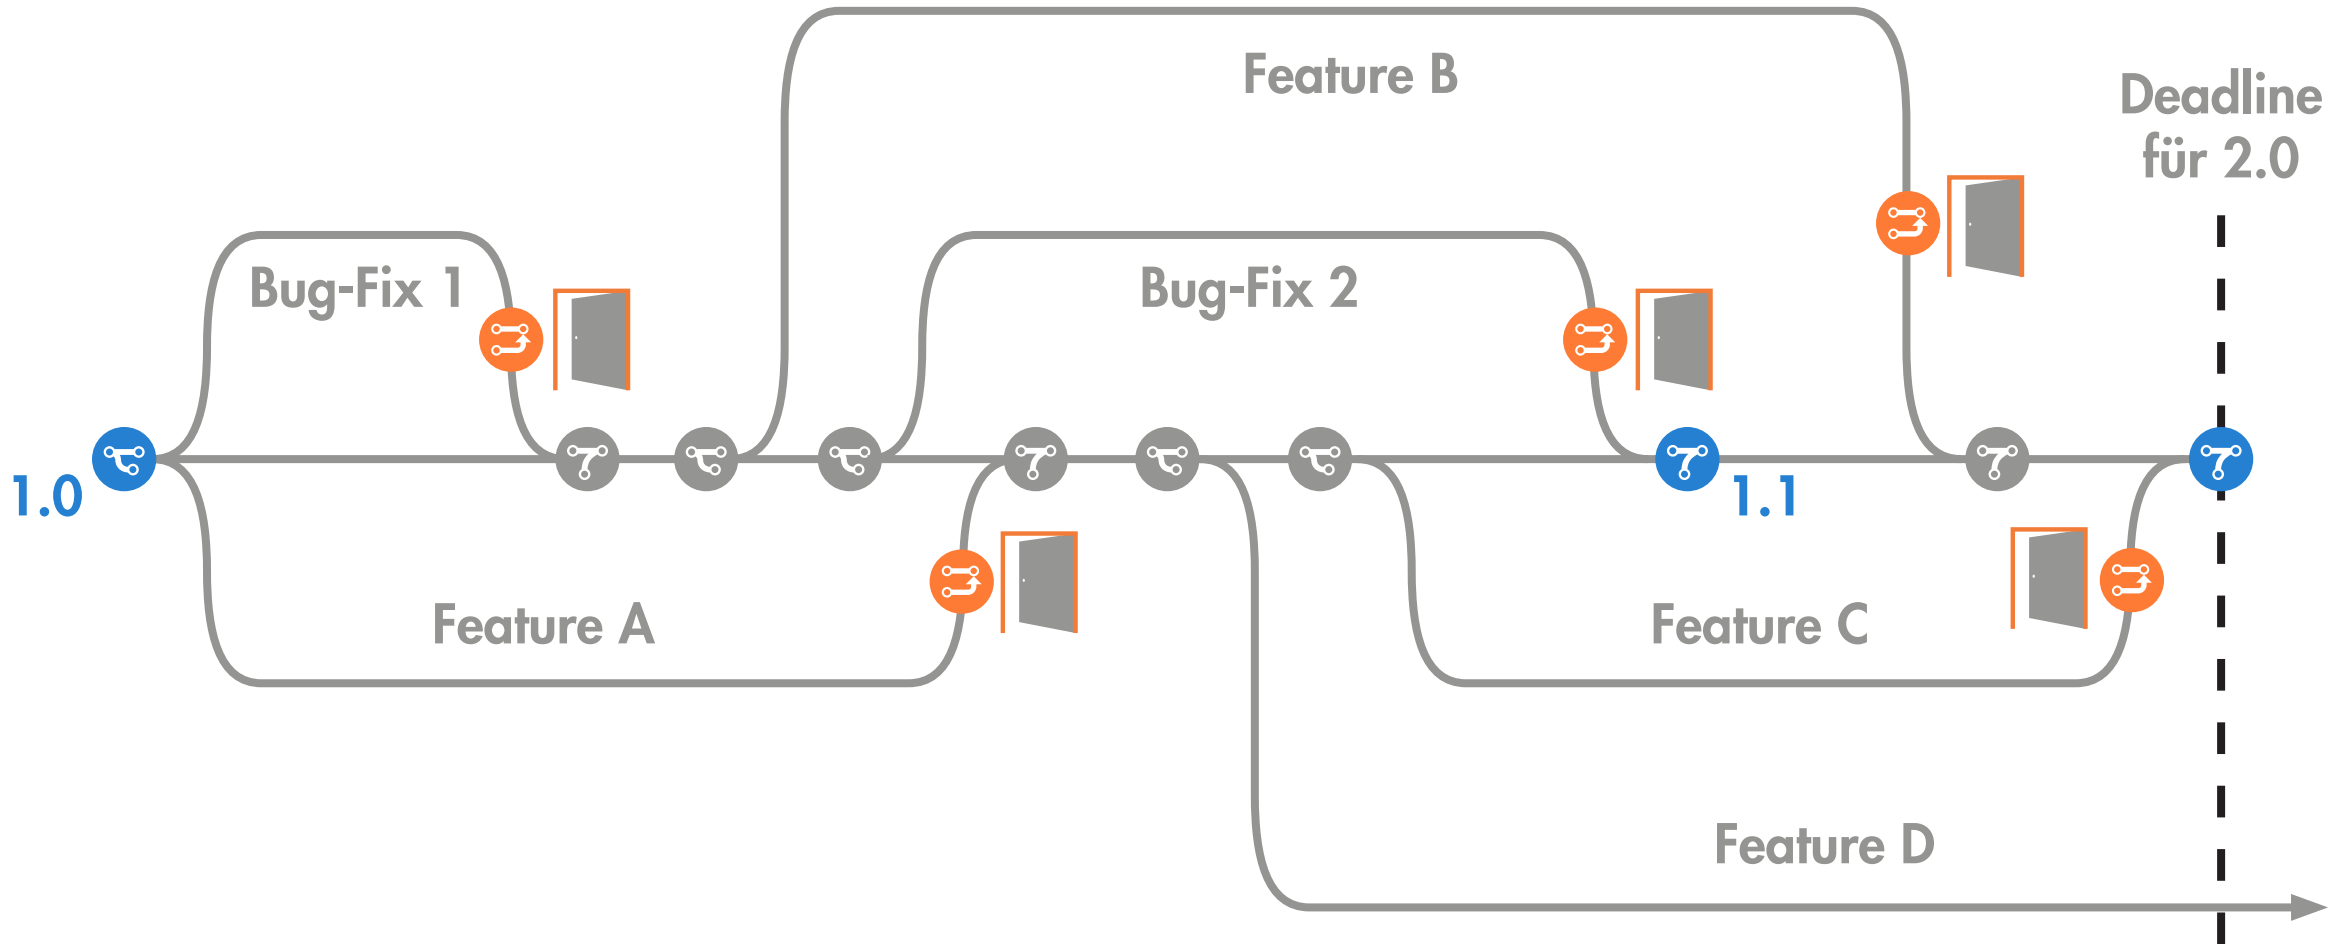 Feature B
Deadline
für 2.0
Bug-Fix 1
Bug-Fix 2
1.0
1.1
Feature A
Feature C
Feature D